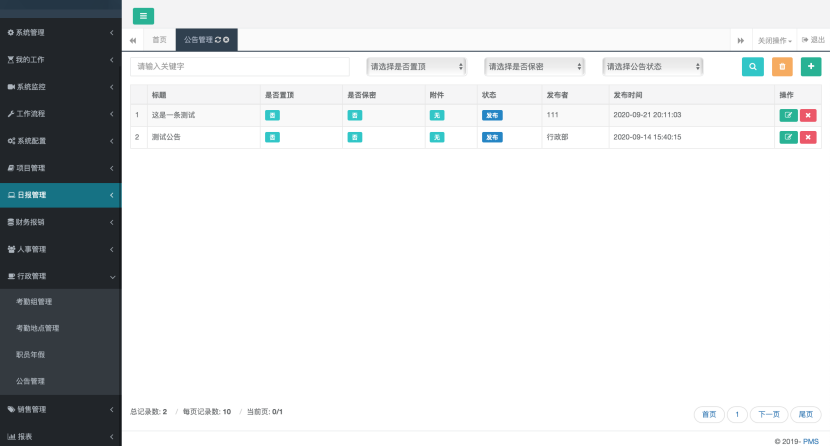 系统管理
我的工作
系统监控
工作流程
系统配置
项目管理
日报管理
财务报销
人事管理
行政管理
考勤组管理
考勤地点管理
职员年假
公告管理
销售管理
报表
首页 公告管理 关闭操作 退出
请输入关键字 请选择是否置顶 请选择是否保密 请选择公告状态
标题 是否置顶 是否保密 附件 状态 发布者 发布时间 操作
1 这是一条测试 否 否 无 发布 111 2020-09-21 20:11:03
2 测试公告 否 否 无 发布 行政部 2020-09-14 15:40:15
总记录数: 2 / 每页记录数: 10 / 当前页: 0/1
首页 1 下一页 尾页
© 2019- PMS